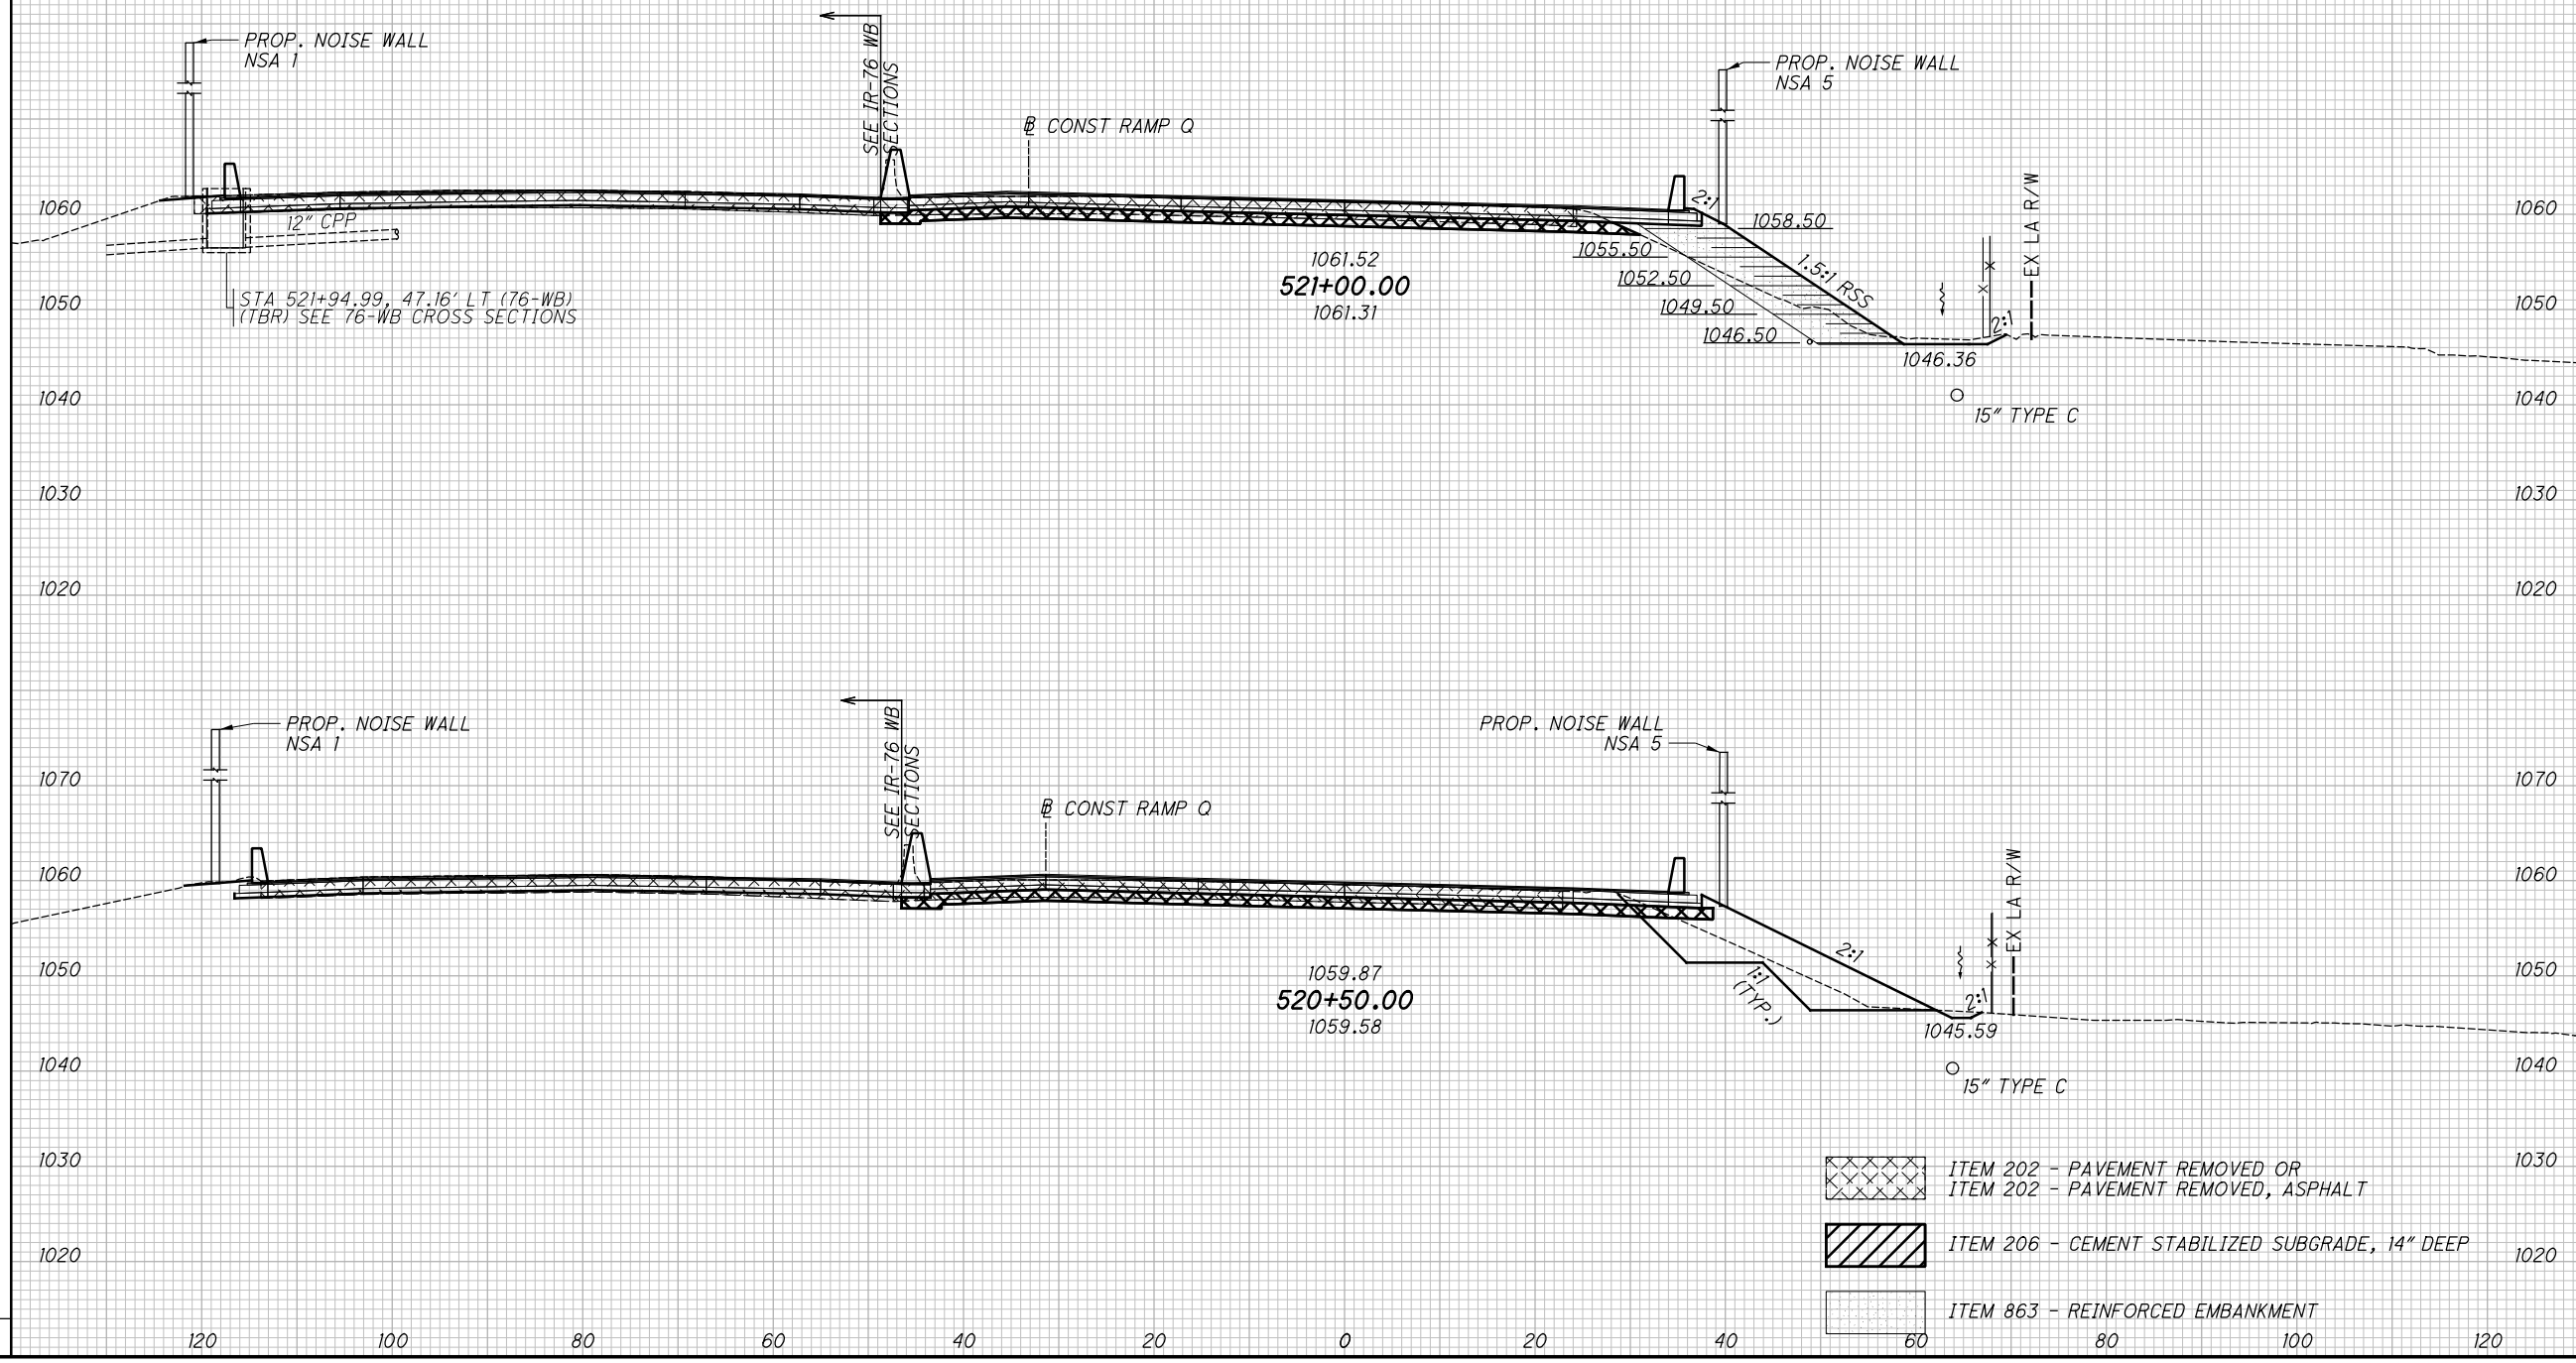 PROP. NOISE WALL
NSA 1
SEE IR-76 WB
SECTIONS
PROP. NOISE WALL
NSA 5
CONST RAMP Q
2:1
1060
12" CPP
1058.50
EX LA R/W
1060
1055.50
1061.52
1.5:1 RSS
1052.50
521+00.00
1050
STA 521+94.99, 47.16' LT (76-WB)
(TBR) SEE 76-WB CROSS SECTIONS
1061.31
1049.50
1050
1046.50
2:1
1046.36
1040
15" TYPE C
1040
1030
1030
1020
1020
PROP. NOISE WALL
NSA 1
SEE IR-76 WB
SECTIONS
PROP. NOISE WALL
NSA 5
1070
1070
CONST RAMP Q
1060
EX LA R/W
1060
2:1
1050
1059.87
1:1
(TYP.)
1050
520+50.00
2:1
1059.58
1045.59
1040
1040
15" TYPE C
1030
1030
ITEM 202 - PAVEMENT REMOVED OR
ITEM 202 - PAVEMENT REMOVED, ASPHALT
1020
ITEM 206 - CEMENT STABILIZED SUBGRADE, 14" DEEP
1020
ITEM 863 - REINFORCED EMBANKMENT
120 100 80 60 40 20 0 20 40 60 80 100 120